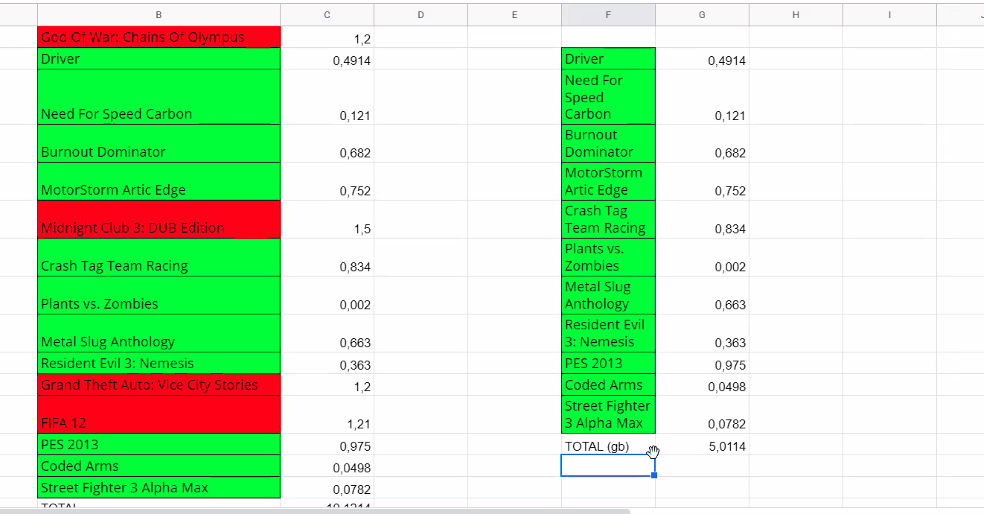 B C D E F G H I
God Of War: Chains Of Olympus 1,2
Driver 0,4914 Driver 0,4914
Need For
Speed
Need For Speed Carbon 0,121 Carbon 0,121
Burnout
Burnout Dominator 0,682 Dominator 0,682
MotorStorm
MotorStorm Artic Edge 0,752 Artic Edge 0,752
Crash Tag
Midnight Club 3: DUB Edition 1,5 Team Racing 0,834
Plants vs.
Crash Tag Team Racing 0,834 Zombies 0,002
Metal Slug
Plants vs. Zombies 0,002 Anthology 0,663
Resident Evil
Metal Slug Anthology 0,663 3: Nemesis 0,363
Resident Evil 3: Nemesis 0,363 PES 2013 0,975
Grand Theft Auto: Vice City Stories 1,2 Coded Arms 0,0498
Street Fighter
FIFA 12 1,21 3 Alpha Max 0,0782
PES 2013 0,975 TOTAL (gb) 5,0114
Coded Arms 0,0498
Street Fighter 3 Alpha Max 0,0782
TOTAL